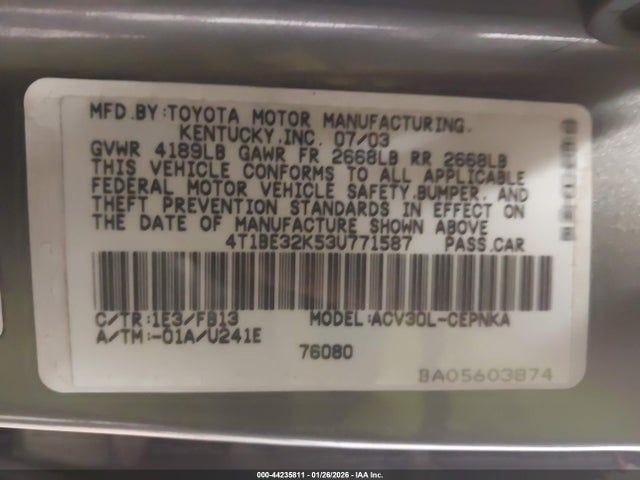 MFD.BY:TOYOTA MOTOR MANUFACTURING,
KENTUCKY,INC. 07/03
GVWR 4189LB GAWR FR 2668LB RR 2668LB
THIS VEHICLE CONFORMS TO ALL APPLICABLE
FEDERAL MOTOR VEHICLE SAFETY,BUMPER, AND
THEFT PREVENTION STANDARDS IN EFFECT ON
THE DATE OF MANUFACTURE SHOWN ABOVE
4T1BE32K53U771587 PASS.CAR
C/TR:1E3/FB13 MODEL:ACV30L-CEPNKA
A/TM:-01A/U241E
76080
BA05603874
000-44235811 | 01/26/2026 | IAA Inc.